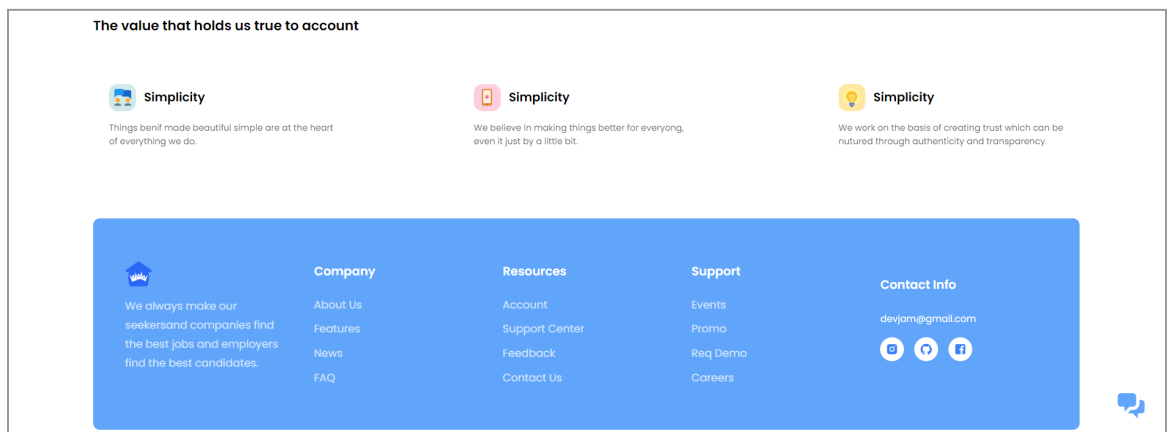 The value that holds us true to account
Simplicity
Things benif made beautiful simple are at the heart
of everything we do.
Simplicity
We believe in making things better for everyong,
even it just by a little bit.
Simplicity
We work on the basis of creating trust which can be
nutured through authenticity and transparency.
We always make our
seekersand companies find
the best jobs and employers
find the best candidates.
Company
About Us
Features
News
FAQ
Resources
Account
Support Center
Feedback
Contact Us
Support
Events
Promo
Req Demo
Careers
Contact Info
devjam@gmail.com